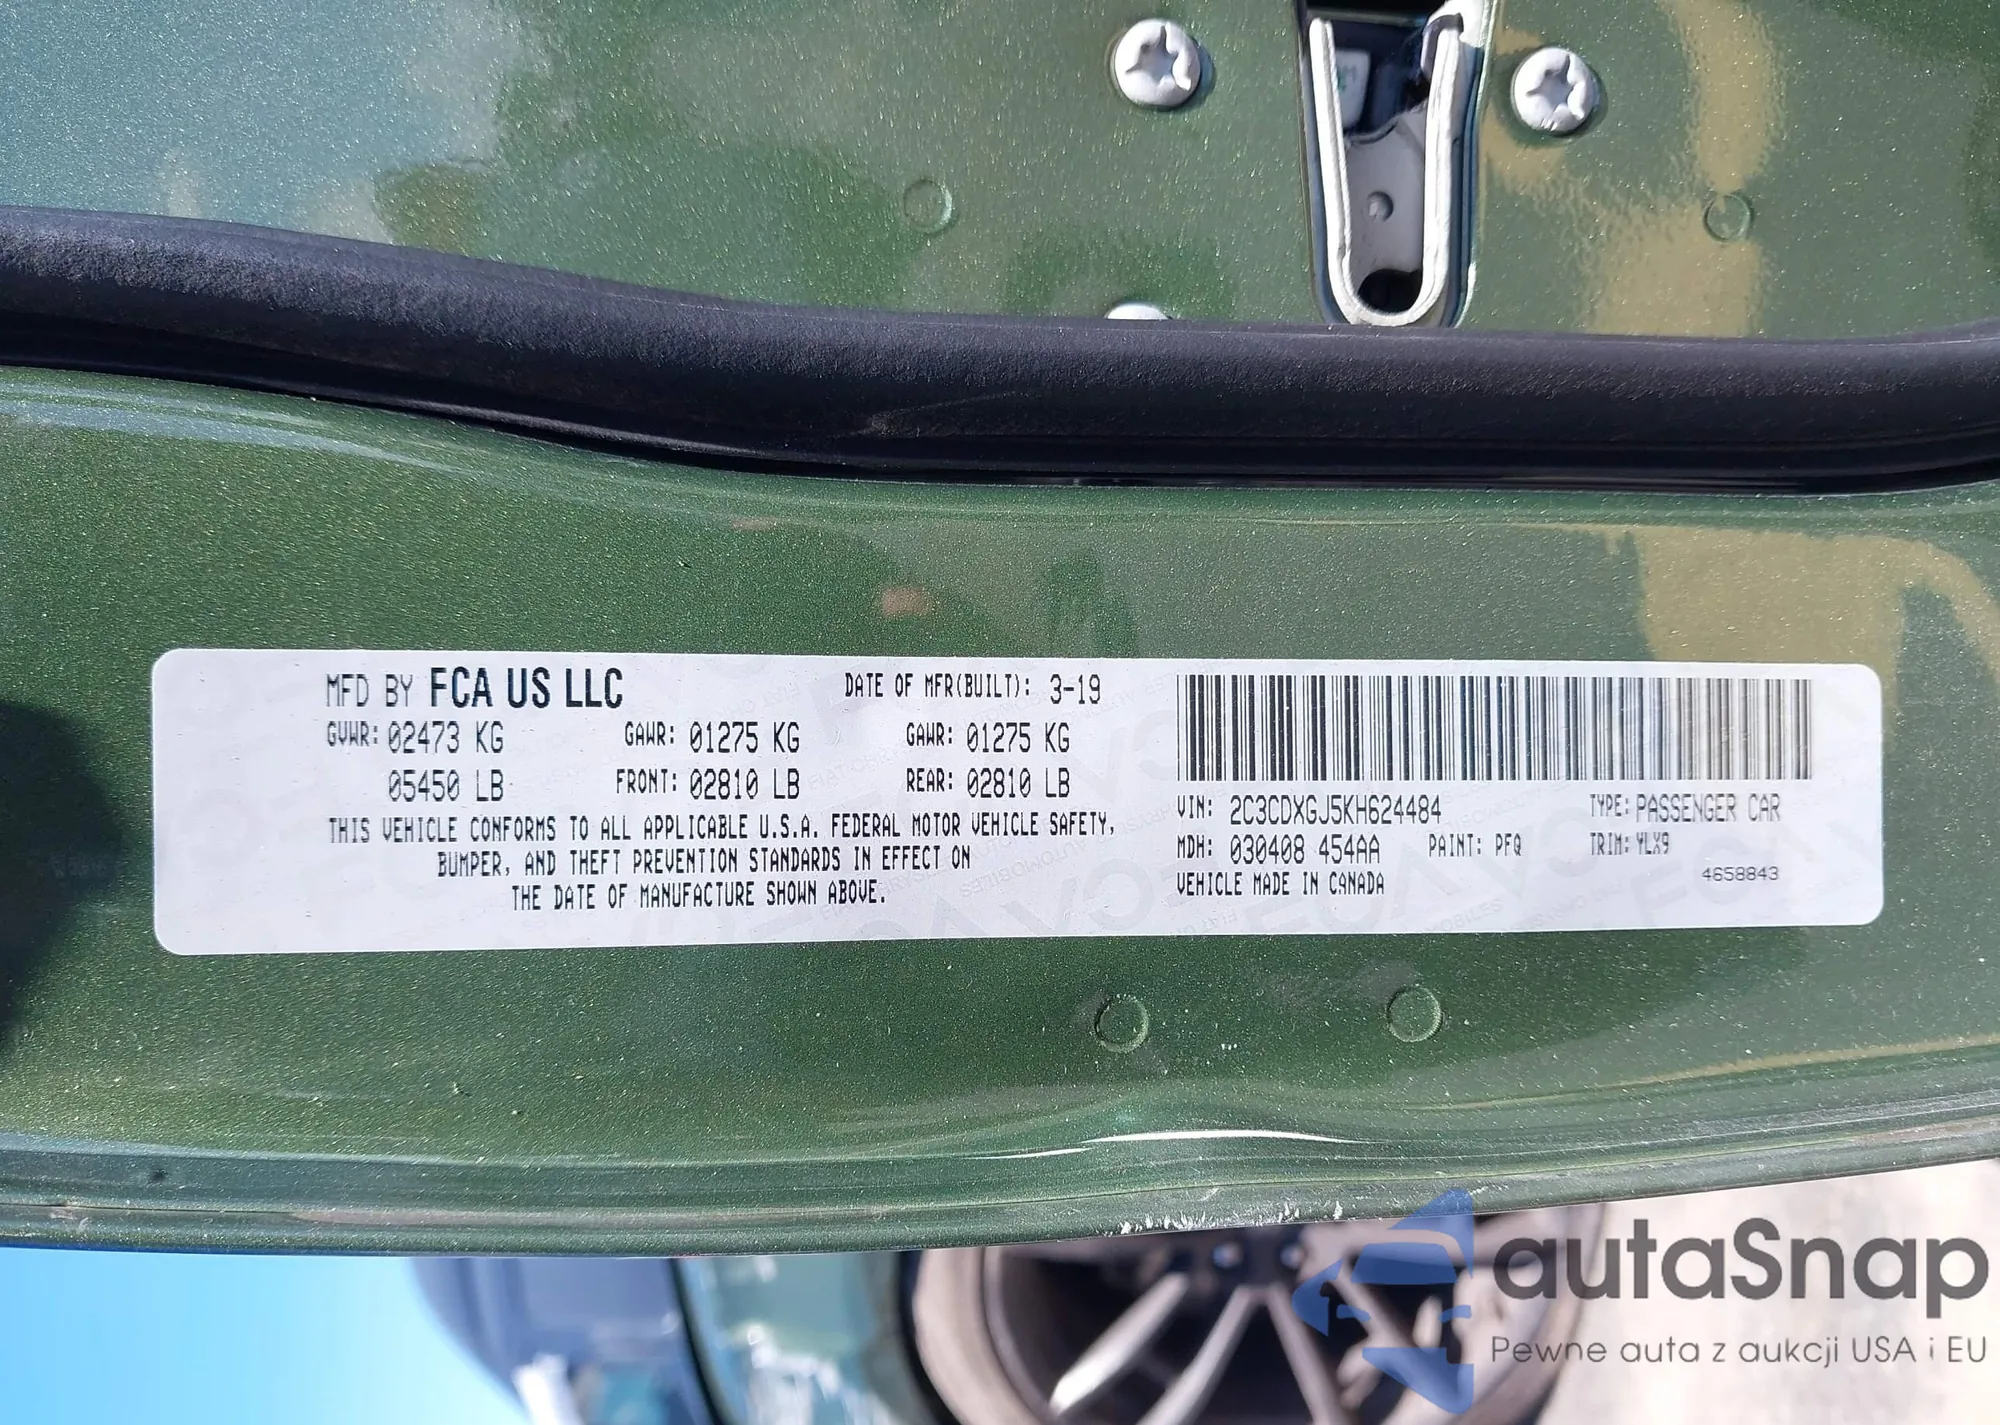 MFD BY FCA US LLC DATE OF MFR(BUILT): 3-19
GVWR: 02473 KG GAWR: 01275 KG GAWR: 01275 KG
05450 LB FRONT: 02810 LB REAR: 02810 LB
THIS VEHICLE CONFORMS TO ALL APPLICABLE U.S.A. FEDERAL MOTOR VEHICLE SAFETY,
BUMPER, AND THEFT PREVENTION STANDARDS IN EFFECT ON
THE DATE OF MANUFACTURE SHOWN ABOVE.
VIN: 2C3CDXGJ5KH624484 TYPE: PASSENGER CAR
MDH: 030408 454AA PAINT: PFQ TRIM: YLX9
VEHICLE MADE IN CANADA 4658843
autaSnap
Pewne auta z aukcji USA i EU